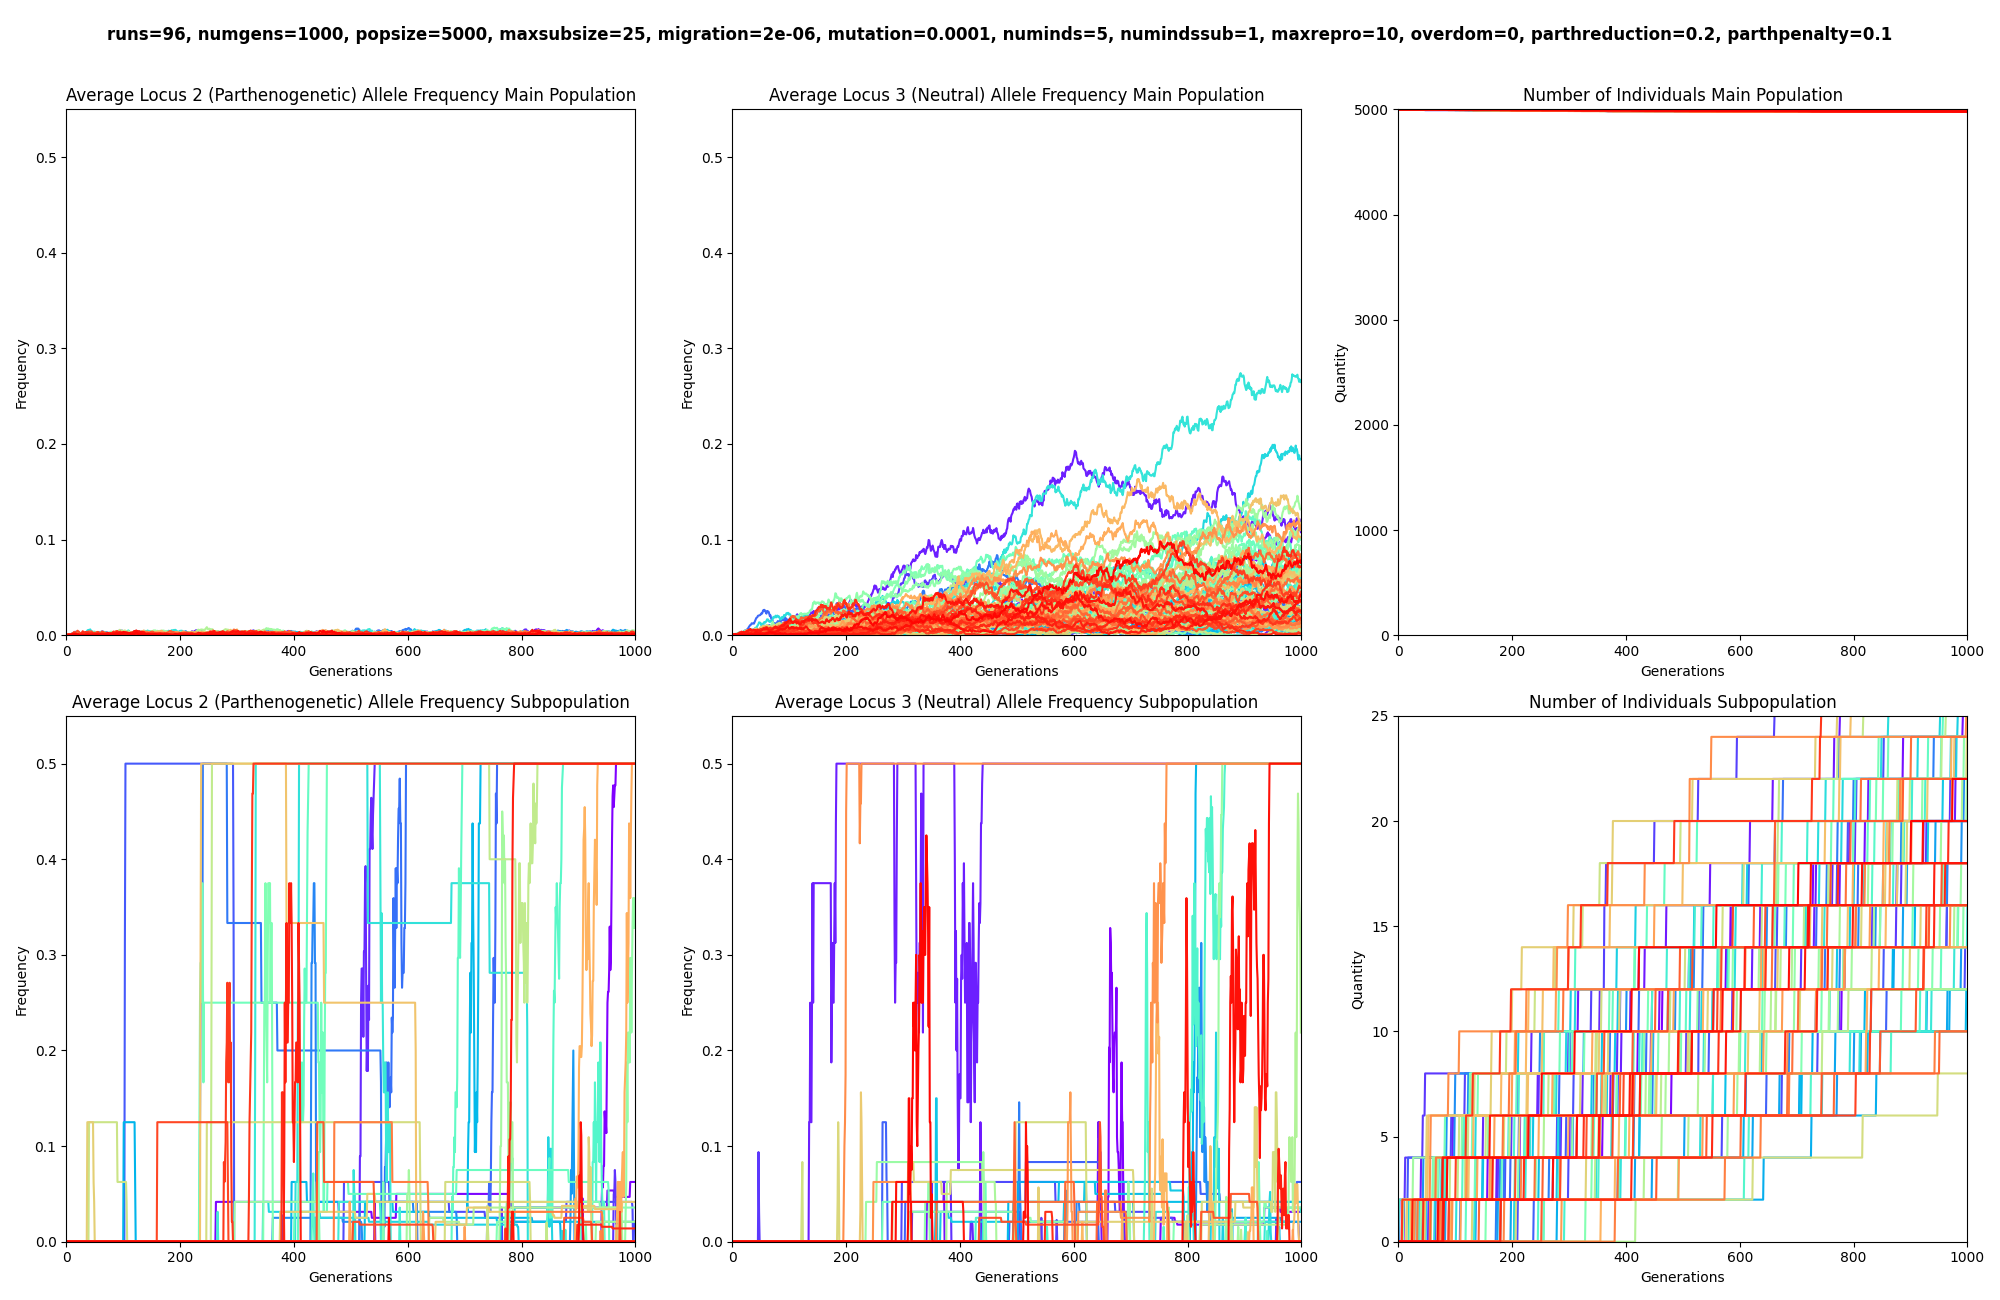 runs=96, numgens=1000, popsize=5000, maxsubsize=25, migration=2e-06, mutation=0.0001, numinds=5, numindssub=1, maxrepro=10, overdom=0, parthreduction=0.2, parthpenalty=0.1
Average Locus 2 (Parthenogenetic) Allele Frequency Main Population
Frequency
0.5
0.4
0.3
0.2
0.1
0.0
0 200 400 600 800 1000
Generations
Average Locus 3 (Neutral) Allele Frequency Main Population
Frequency
0.5
0.4
0.3
0.2
0.1
0.0
0 200 400 600 800 1000
Generations
Number of Individuals Main Population
Quantity
5000
4000
3000
2000
1000
0
0 200 400 600 800 1000
Generations
Average Locus 2 (Parthenogenetic) Allele Frequency Subpopulation
Frequency
0.5
0.4
0.3
0.2
0.1
0.0
0 200 400 600 800 1000
Generations
Average Locus 3 (Neutral) Allele Frequency Subpopulation
Frequency
0.5
0.4
0.3
0.2
0.1
0.0
0 200 400 600 800 1000
Generations
Number of Individuals Subpopulation
Quantity
25
20
15
10
5
0
0 200 400 600 800 1000
Generations